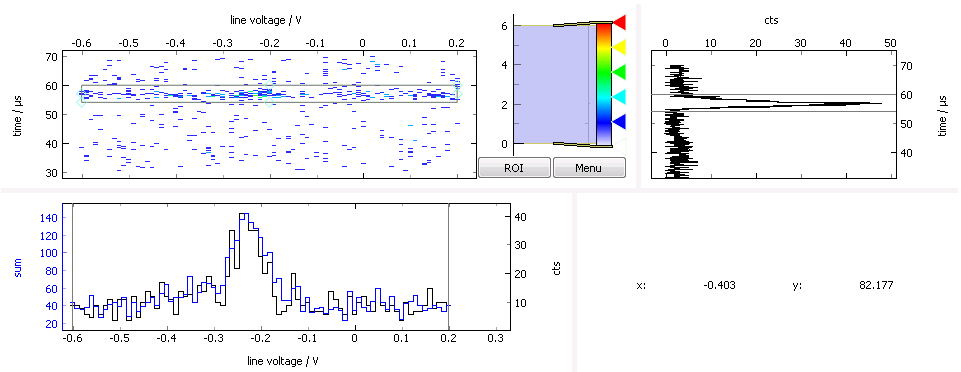 line voltage / V
-0.6 -0.5 -0.4 -0.3 -0.2 -0.1 0.0 0.1 0.2
70
60
50
40
30
time / µs
6
4
2
0
ROI Menu
cts
0 10 20 30 40 50
70
60
50
40
time / µs
140
120
100
80
60
40
20
sum
40
30
20
10
cts
-0.6 -0.5 -0.4 -0.3 -0.2 -0.1 0 0.1 0.2 0.3
line voltage / V
x: -0.403 y: 82.177